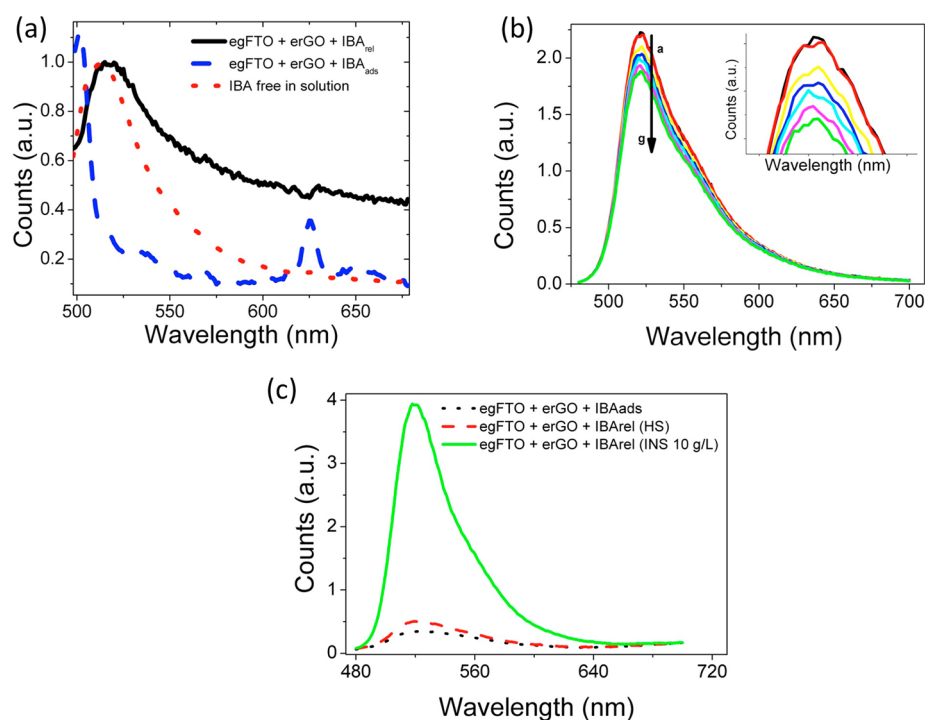 (a)
egFTO + erGO + IBArel
egFTO + erGO + IBAads
IBA free in solution
1.0
0.8
0.6
0.4
0.2
Counts (a.u.)
500 550 600 650
Wavelength (nm)
(b)
2.0
1.5
1.0
0.5
0.0
Counts (a.u.)
a
g
Counts (a.u.)
Wavelength (nm)
500 550 600 650 700
Wavelength (nm)
(c)
egFTO + erGO + IBAads
egFTO + erGO + IBArel (HS)
egFTO + erGO + IBArel (INS 10 g/L)
4
3
2
1
0
Counts (a.u.)
480 560 640 720
Wavelength (nm)